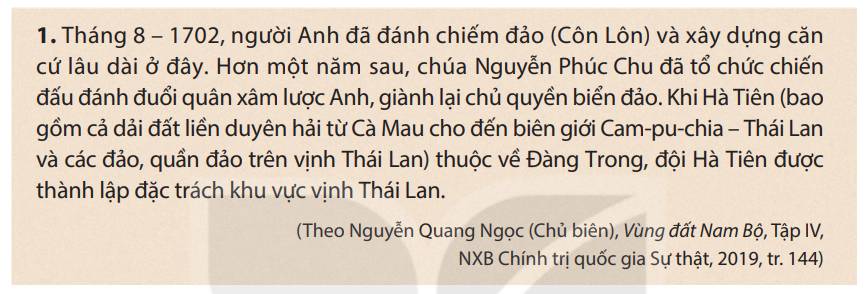 1. Tháng 8 – 1702, người Anh đã đánh chiếm đảo (Côn Lôn) và xây dựng căn
cứ lâu dài ở đây. Hơn một năm sau, chúa Nguyễn Phúc Chu đã tổ chức chiến
đấu đánh đuổi quân xâm lược Anh, giành lại chủ quyền biển đảo. Khi Hà Tiên (bao
gồm cả dải đất liền duyên hải từ Cà Mau cho đến biên giới Cam-pu-chia – Thái Lan
và các đảo, quần đảo trên vịnh Thái Lan) thuộc về Đàng Trong, đội Hà Tiên được
thành lập đặc trách khu vực vịnh Thái Lan.
(Theo Nguyễn Quang Ngọc (Chủ biên), Vùng đất Nam Bộ, Tập IV,
NXB Chính trị quốc gia Sự thật, 2019, tr. 144)